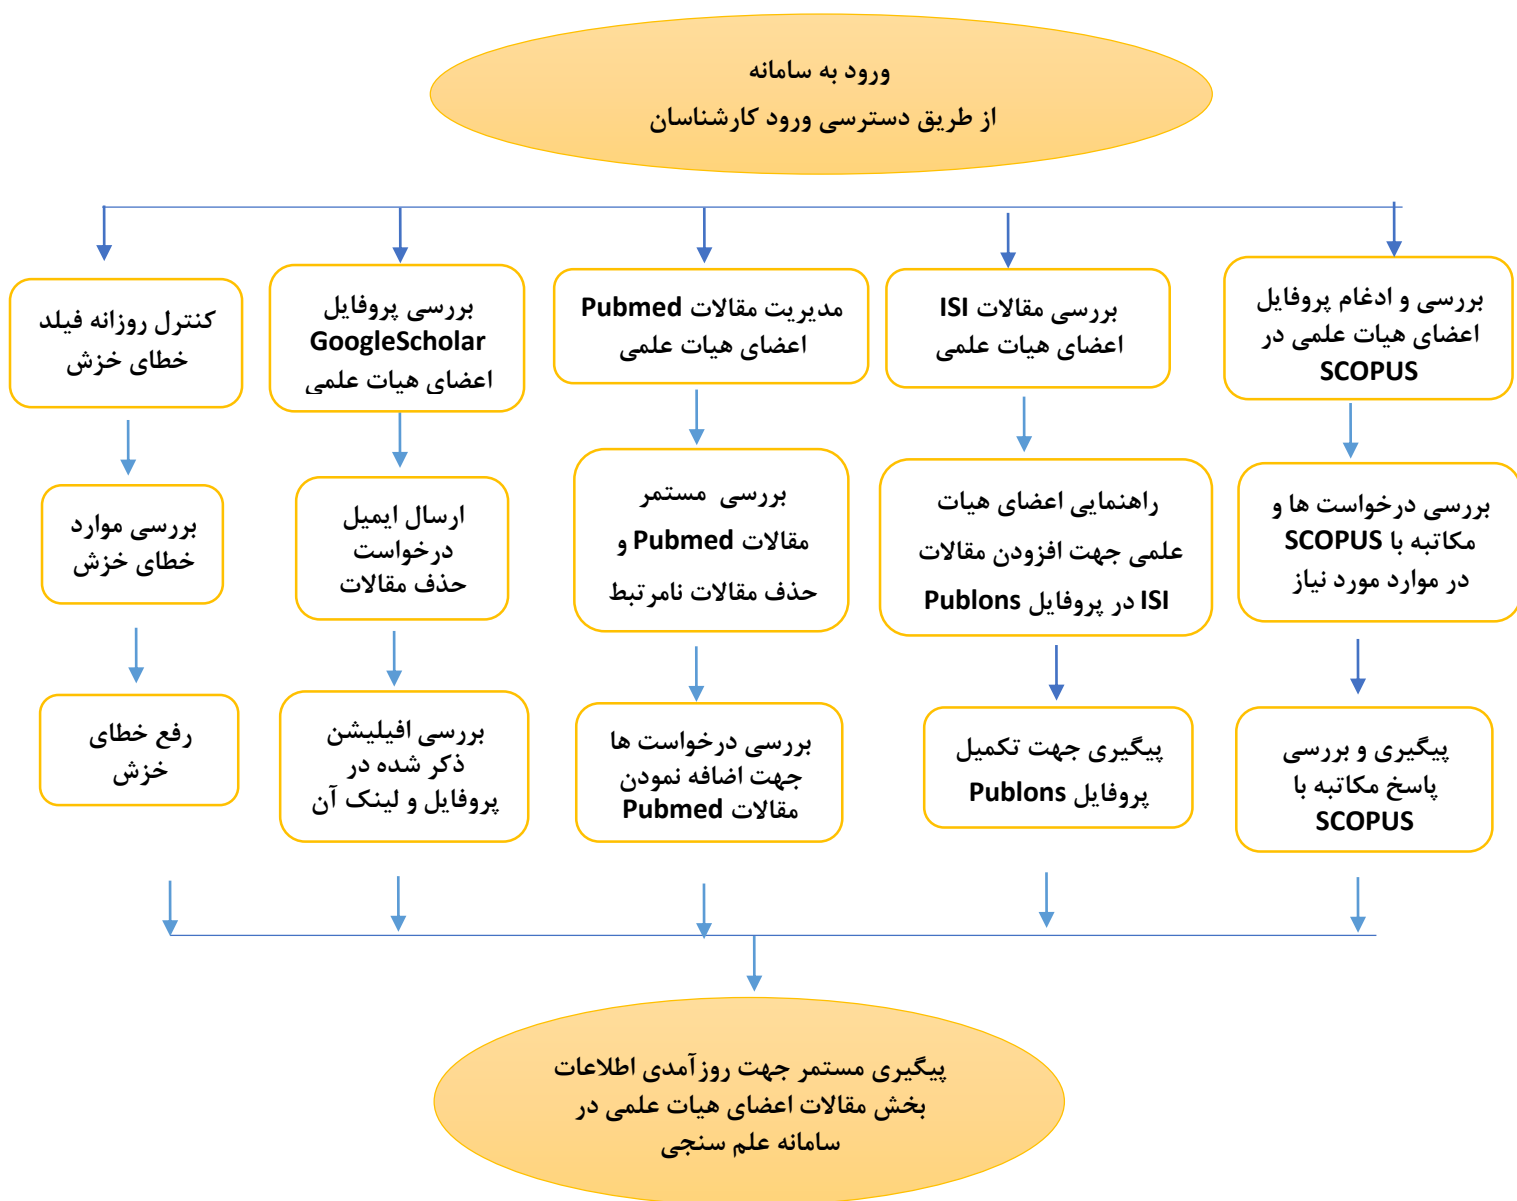 ورود به سامانه
از طریق دسترسی ورود کارشناسان
بررسی و ادغام پروفایل
اعضای هیات علمی در
SCOPUS
بررسی مقالات ISI
اعضای هیات علمی
مدیریت مقالات Pubmed
اعضای هیات علمی
بررسی پروفایل
GoogleScholar
اعضای هیات علمی
کنترل روزانه فیلد
خطای خزش
بررسی درخواست ها و
مکاتبه با SCOPUS
در موارد مورد نیاز
راهنمایی اعضای هیات
علمی جهت افزودن مقالات
ISI در پروفایل Publons
بررسی مستمر
مقالات Pubmed و
حذف مقالات نامرتبط
ارسال ایمیل
درخواست
حذف مقالات
بررسی موارد
خطای خزش
پیگیری و بررسی
پاسخ مکاتبه با
SCOPUS
پیگیری جهت تکمیل
پروفایل Publons
بررسی درخواست ها
جهت اضافه نمودن
مقالات Pubmed
بررسی افیلیشن
ذکر شده در
پروفایل و لینک آن
رفع خطای
خزش
پیگیری مستمر جهت روزآمدی اطلاعات
بخش مقالات اعضای هیات علمی در
سامانه علم سنجی